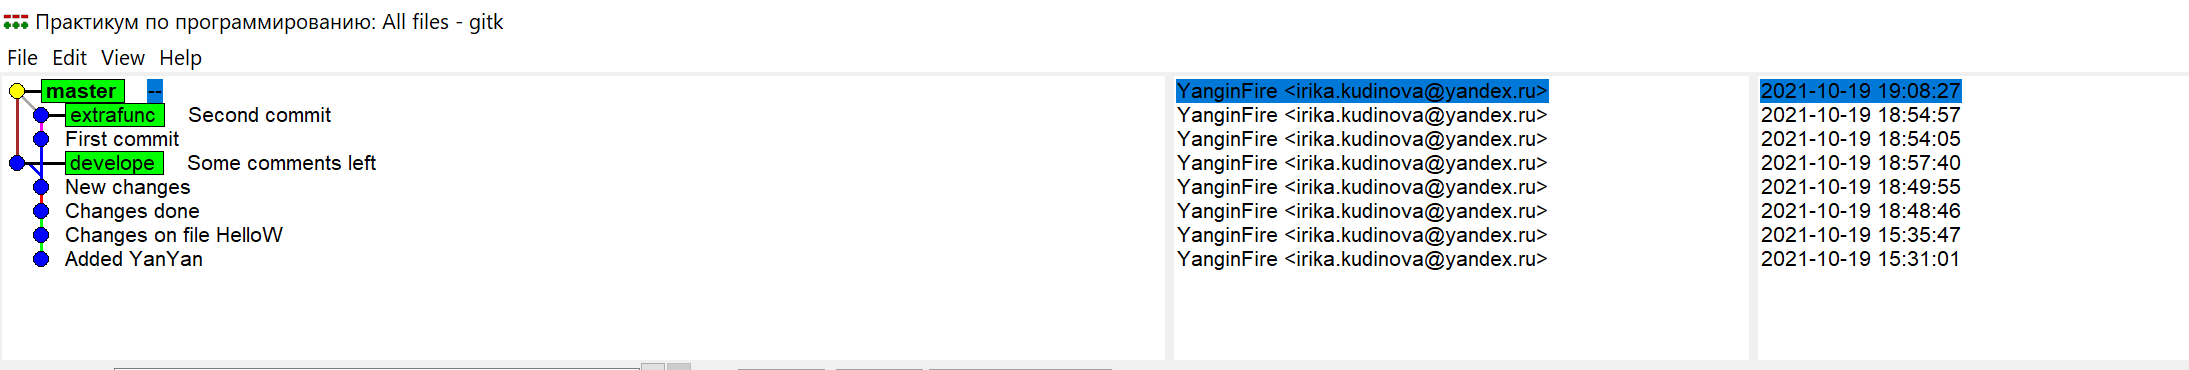 Практикум по программированию: All files - gitk
File Edit View Help
master -- YanginFire <irika.kudinova@yandex.ru> 2021-10-19 19:08:27
extrafunc Second commit YanginFire <irika.kudinova@yandex.ru> 2021-10-19 18:54:57
First commit YanginFire <irika.kudinova@yandex.ru> 2021-10-19 18:54:05
develope Some comments left YanginFire <irika.kudinova@yandex.ru> 2021-10-19 18:57:40
New changes YanginFire <irika.kudinova@yandex.ru> 2021-10-19 18:49:55
Changes done YanginFire <irika.kudinova@yandex.ru> 2021-10-19 18:48:46
Changes on file HelloW YanginFire <irika.kudinova@yandex.ru> 2021-10-19 15:35:47
Added YanYan YanginFire <irika.kudinova@yandex.ru> 2021-10-19 15:31:01